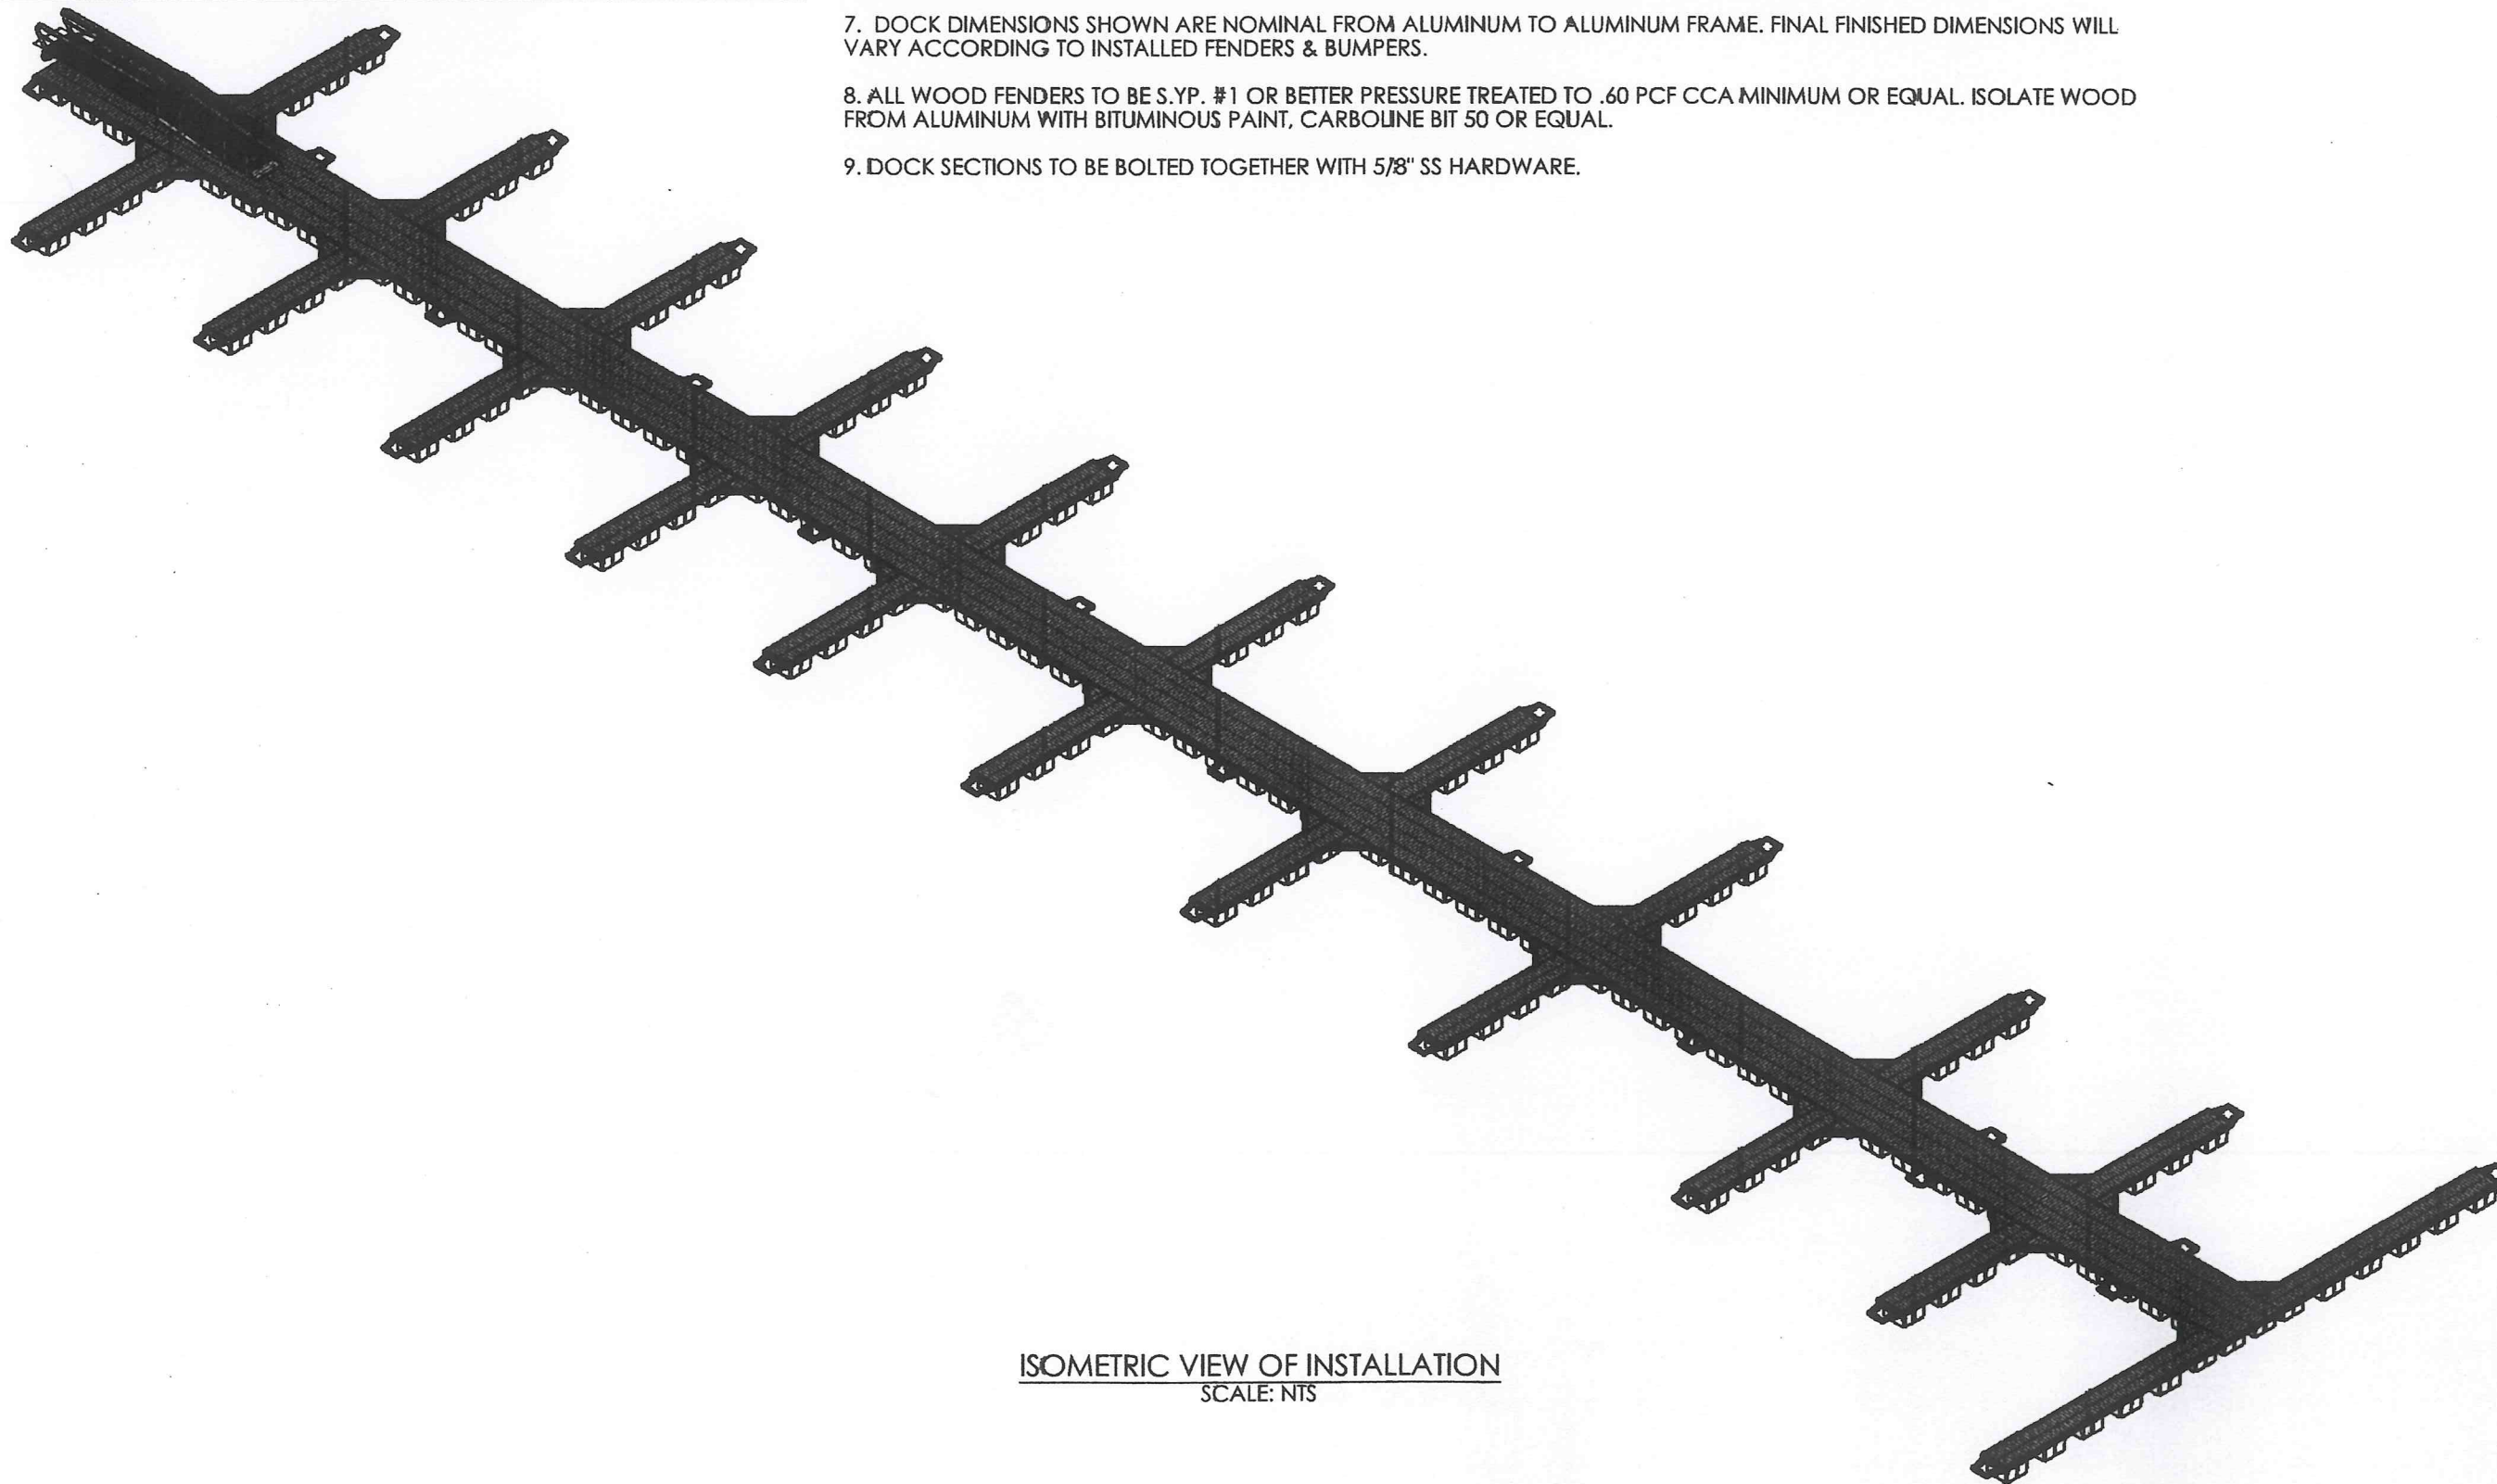 7. DOCK DIMENSIONS SHOWN ARE NOMINAL FROM ALUMINUM TO ALUMINUM FRAME. FINAL FINISHED DIMENSIONS WILL
VARY ACCORDING TO INSTALLED FENDERS & BUMPERS.
8. ALL WOOD FENDERS TO BE S.YP. #1 OR BETTER PRESSURE TREATED TO .60 PCF CCA MINIMUM OR EQUAL. ISOLATE WOOD
FROM ALUMINUM WITH BITUMINOUS PAINT, CARBOLINE BIT 50 OR EQUAL.
9. DOCK SECTIONS TO BE BOLTED TOGETHER WITH 5/8" SS HARDWARE.
ISOMETRIC VIEW OF INSTALLATION
SCALE: NTS